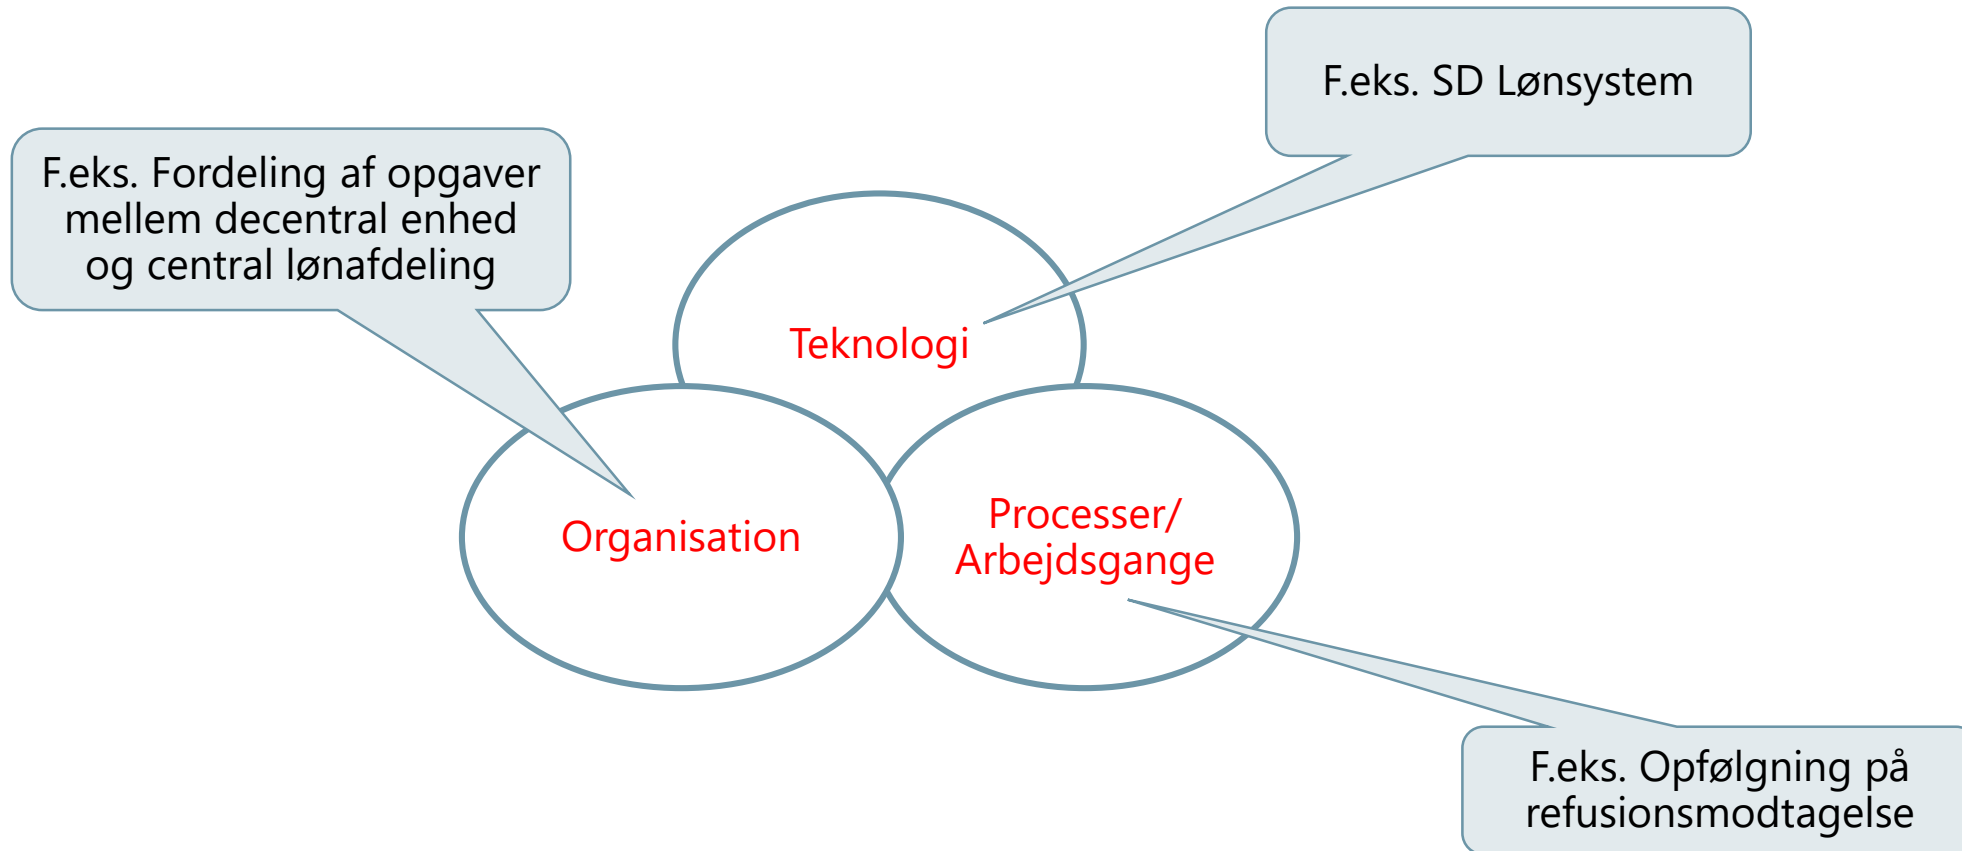 F.eks. SD Lønsystem
F.eks. Fordeling af opgaver
mellem decentral enhed
og central lønafdeling
Teknologi
Organisation
Processer/
Arbejdsgange
F.eks. Opfølgning på
refusionsmodtagelse